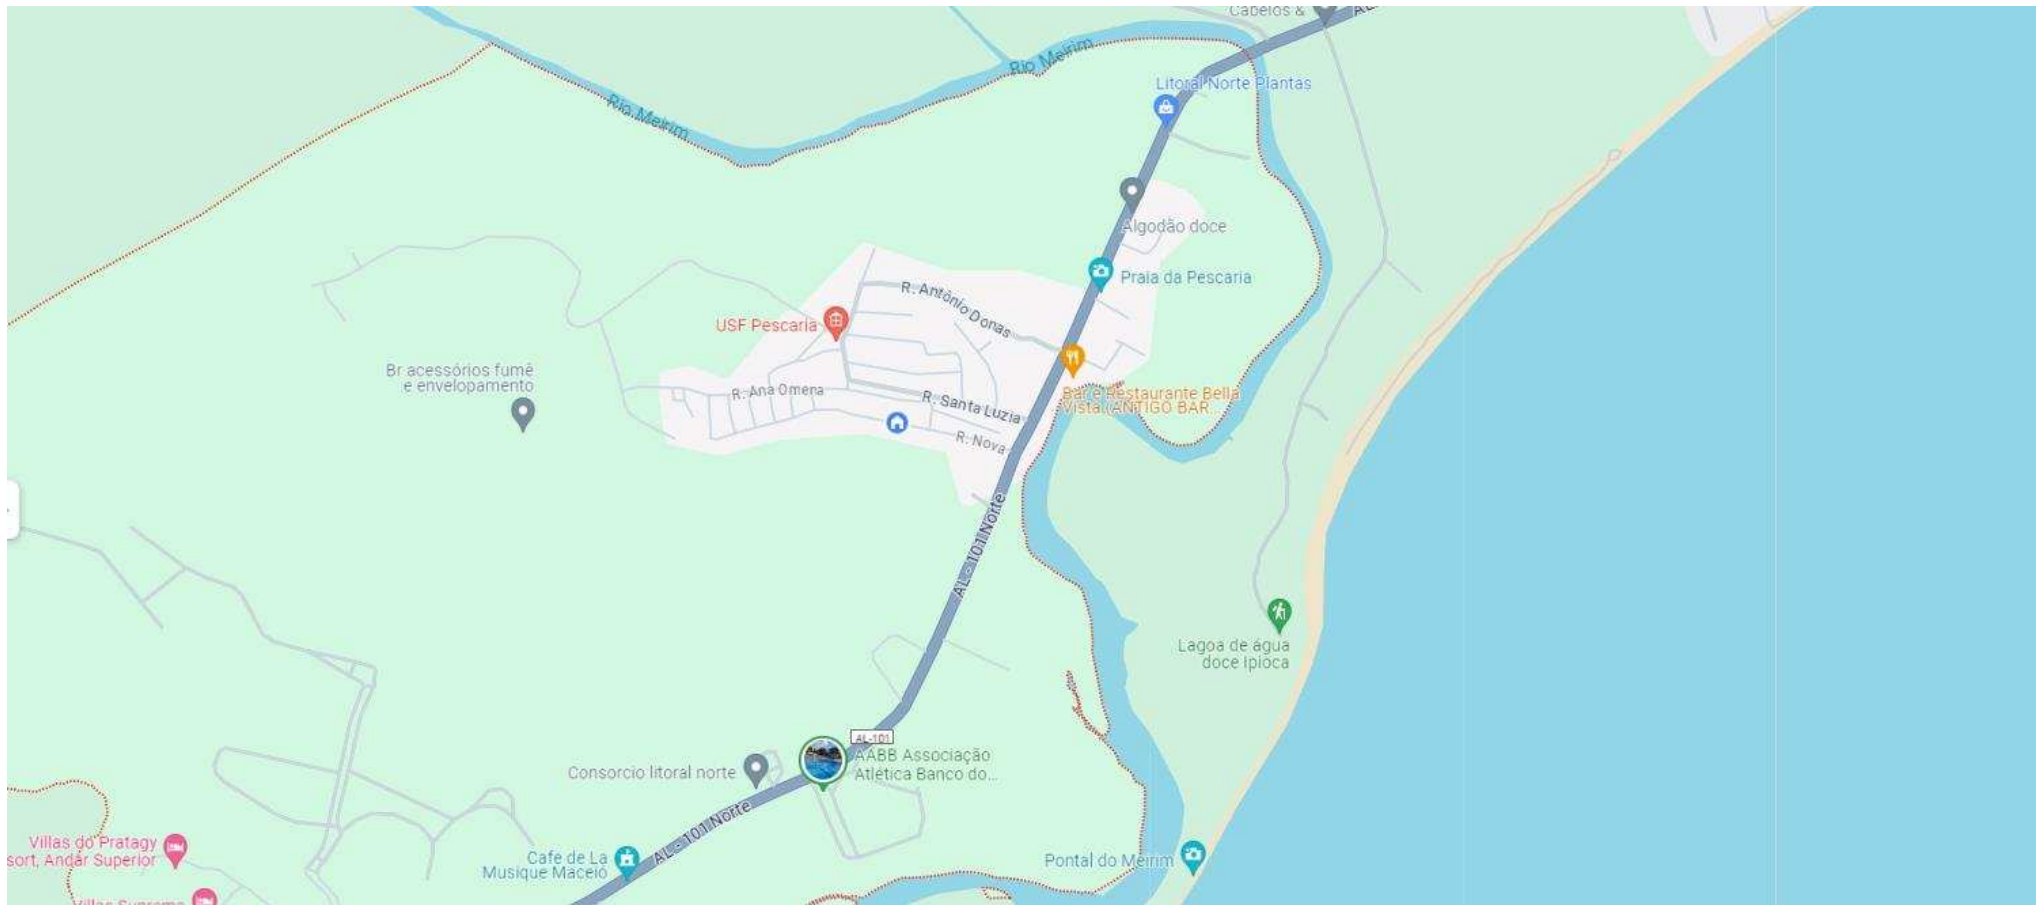 Cabelos &
Rio Meirim
Rio Meirim
Litoral Norte Plantas
Algodão doce
Praia da Pescaria
R. Antônio Donas
USF Pescaria
Br acessórios fumê
e envelopamento
R. Ana Omena
R. Santa Luzia
R. Nova
Bar e Restaurante Bella
Vista (ANTIGO BAR...
AL - 101 Norte
Lagoa de água
doce Ipioca
AL-101
AABB Associação
Atlética Banco do...
Consorcio litoral norte
AL - 101 Norte
Villas do Pratagy
sort, Andar Superior
Cafe de La
Musique Maceió
Pontal do Meirim